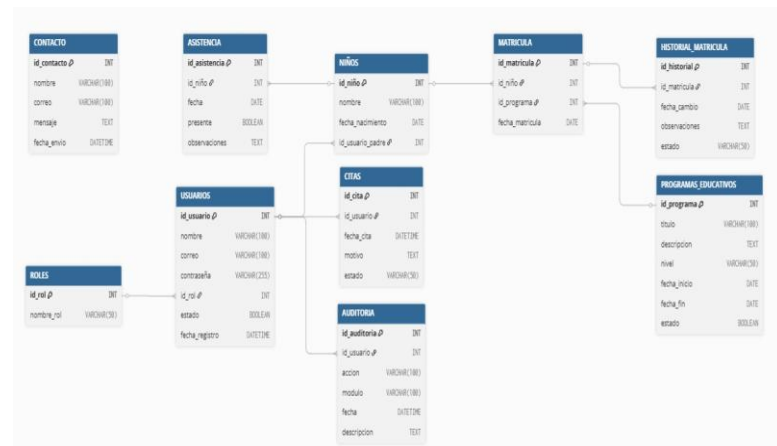 CONTACTO
id_contacto INT
nombre VARCHAR(100)
correo VARCHAR(100)
mensaje TEXT
fecha_envio DATETIME
ASISTENCIA
id_asistencia INT
id_niño INT
fecha DATE
presente BOOLEAN
observaciones TEXT
NIÑOS
id_niño INT
nombre VARCHAR(100)
fecha_nacimiento DATE
id_usuario_padre INT
MATRICULA
id_matricula INT
id_niño INT
id_programa INT
fecha_matricula DATE
HISTORIAL_MATRICULA
id_historial INT
id_matricula INT
fecha_cambio DATE
observaciones TEXT
estado VARCHAR(50)
USUARIOS
id_usuario INT
nombre VARCHAR(100)
correo VARCHAR(100)
contraseña VARCHAR(255)
id_rol INT
estado BOOLEAN
fecha_registro DATETIME
CITAS
id_cita INT
id_usuario INT
fecha_cita DATETIME
motivo TEXT
estado VARCHAR(50)
PROGRAMAS_EDUCATIVOS
id_programa INT
titulo VARCHAR(100)
descripcion TEXT
nivel VARCHAR(50)
fecha_inicio DATE
fecha_fin DATE
estado BOOLEAN
ROLES
id_rol INT
nombre_rol VARCHAR(50)
AUDITORIA
id_auditoria INT
id_usuario INT
accion VARCHAR(100)
modulo VARCHAR(100)
fecha DATETIME
descripcion TEXT